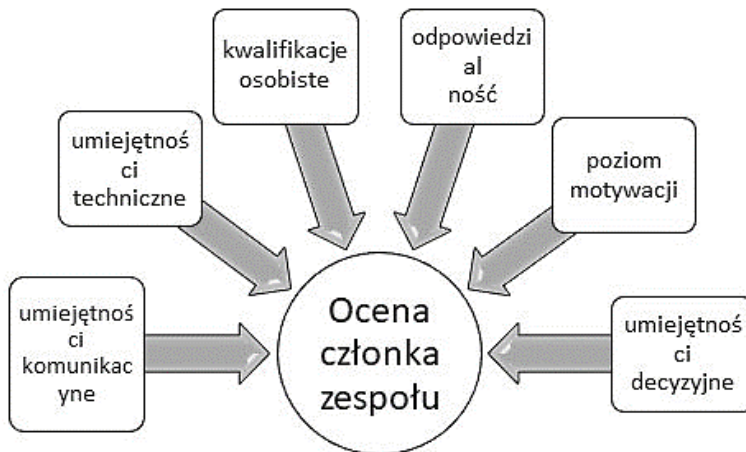 kwalifikacje
osobiste
odpowiedzi
al
ność
umiejętnoś
ci techniczne
poziom
motywacji
umiejętnoś
ci
komunikac
yne
Ocena
członka
zespołu
umiejętnoś
ci
decyzyjne